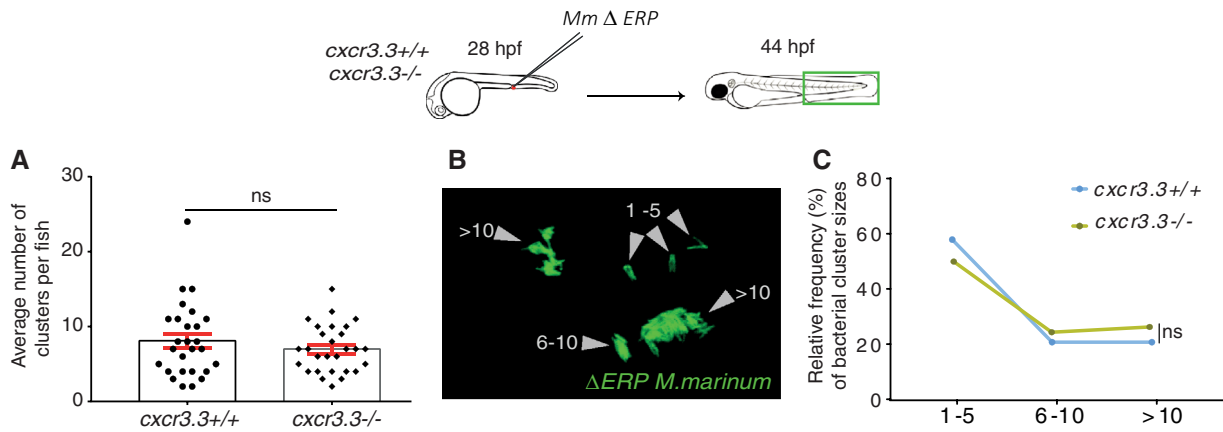 Mm Δ ERP
cxcr3.3+/+
cxcr3.3-/-
28 hpf
44 hpf
A
Average number of
clusters per fish
30
20
10
0
ns
cxcr3.3+/+
cxcr3.3-/-
B
>10
1 -5
>10
6-10
ΔERP M.marinum
C
Relative frequency (%)
of bacterial cluster sizes
80
60
40
20
0
cxcr3.3+/+
cxcr3.3-/-
ns
1 -5
6 -10
> 10